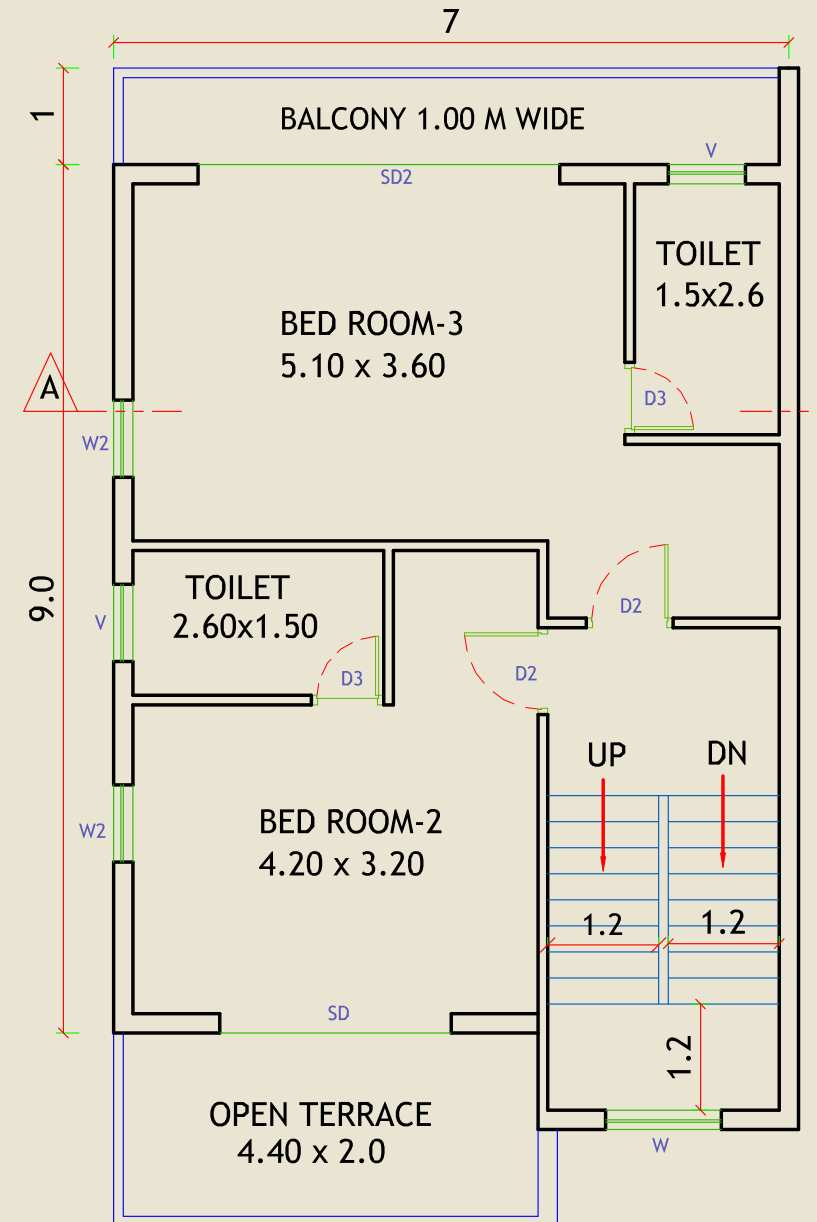 7
1
BALCONY 1.00 M WIDE
V
SD2
TOILET
1.5x2.6
BED ROOM-3
5.10 x 3.60
A
D3
W2
9.0
TOILET
2.60x1.50
V
D2
D3
D2
UP
DN
BED ROOM-2
4.20 x 3.20
W2
1.2
1.2
SD
1.2
OPEN TERRACE
4.40 x 2.0
W